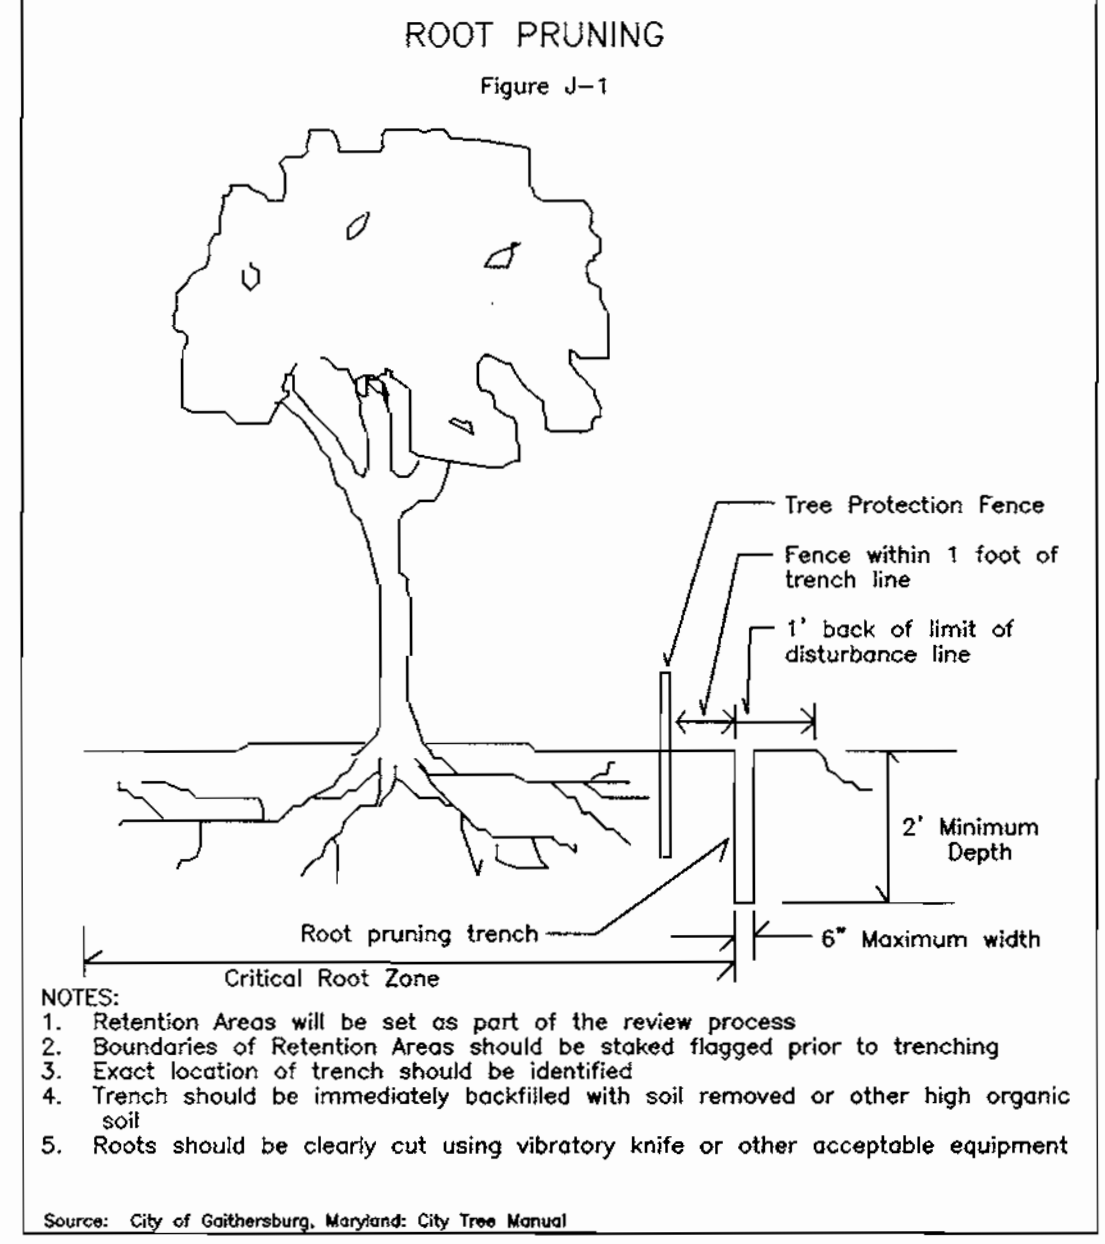 ROOT PRUNING
Figure J-1
Tree Protection Fence
Fence within 1 foot of
trench line
1' back of limit of
disturbance line
2' Minimum
Depth
Root pruning trench
6" Maximum width
Critical Root Zone
NOTES:
1. Retention Areas will be set as part of the review process
2. Boundaries of Retention Areas should be staked flagged prior to trenching
3. Exact location of trench should be identified
4. Trench should be immediately backfilled with soil removed or other high organic
soil
5. Roots should be clearly cut using vibratory knife or other acceptable equipment
Source: City of Gaithersburg, Maryland: City Tree Manual